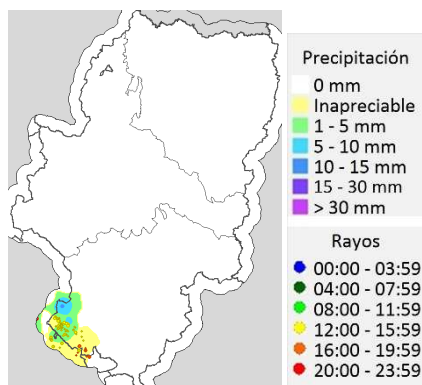 Precipitación
0 mm
Inapreciable
1 - 5 mm
5 - 10 mm
10 - 15 mm
15 - 30 mm
> 30 mm
Rayos
00:00 - 03:59
04:00 - 07:59
08:00 - 11:59
12:00 - 15:59
16:00 - 19:59
20:00 - 23:59